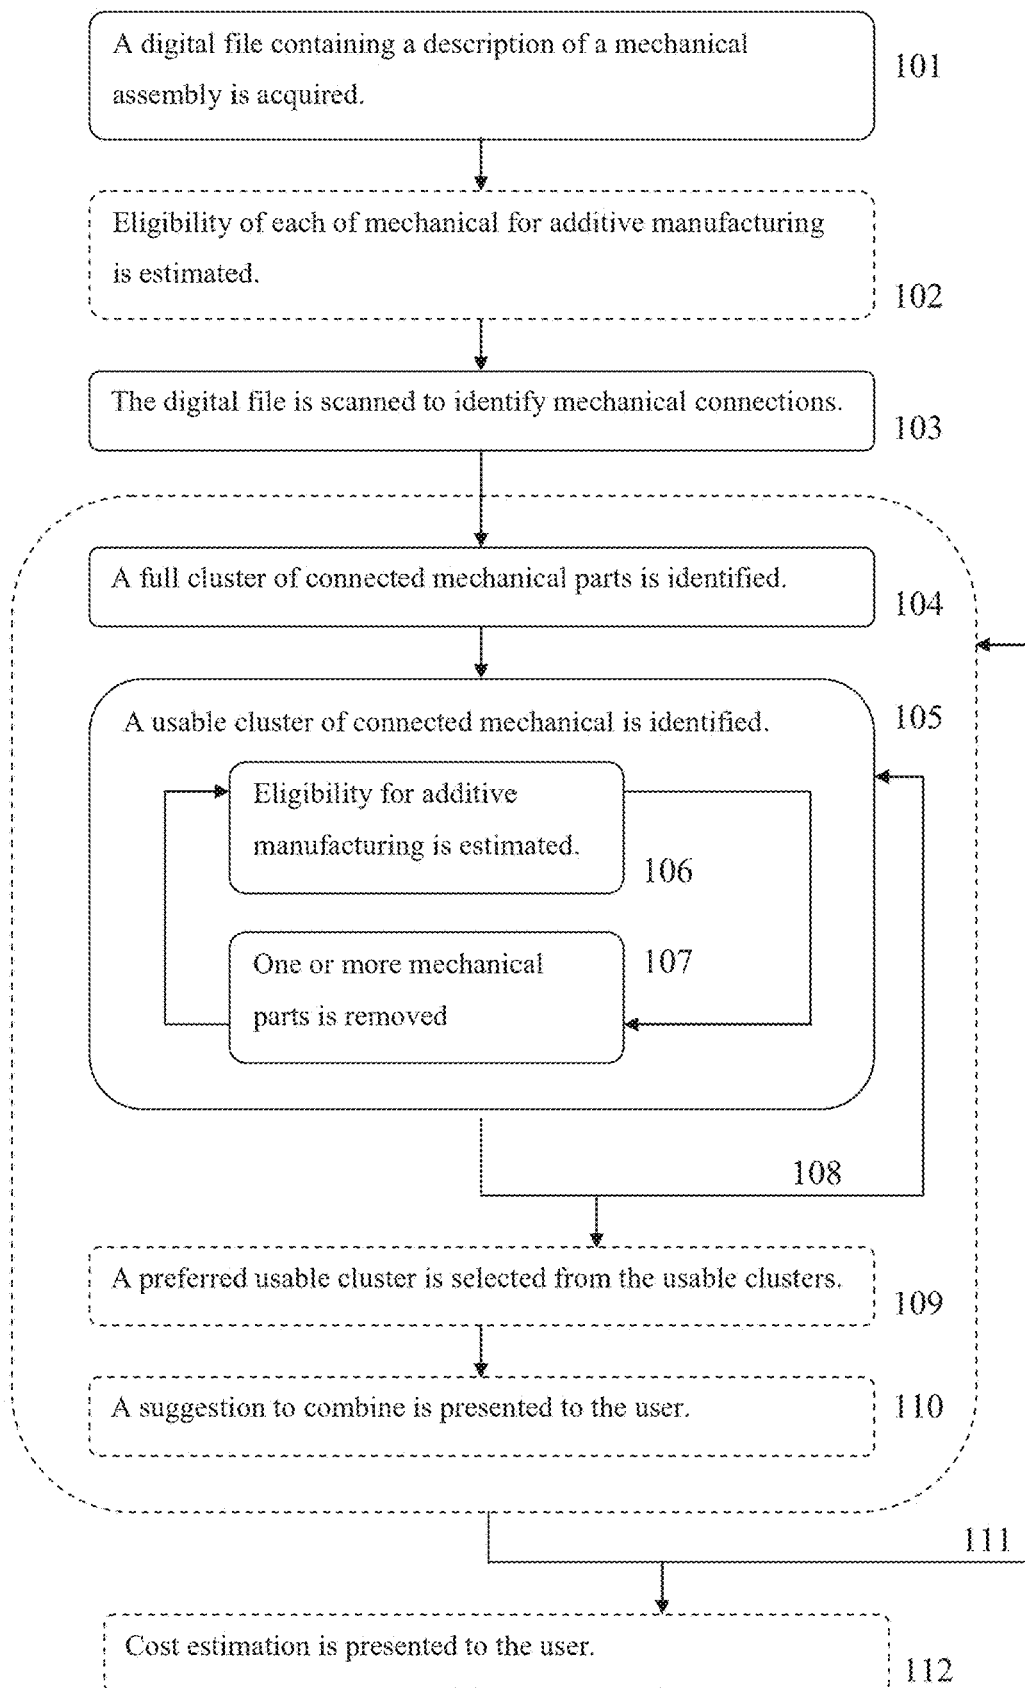 A digital file containing a description of a mechanical
assembly is acquired.
101
Eligibility of each of mechanical for additive manufacturing
is estimated.
102
The digital file is scanned to identify mechanical connections.
103
A full cluster of connected mechanical parts is identified.
104
A usable cluster of connected mechanical is identified.
105
Eligibility for additive
manufacturing is estimated.
106
One or more mechanical
parts is removed
107
108
A preferred usable cluster is selected from the usable clusters.
109
A suggestion to combine is presented to the user.
110
111
Cost estimation is presented to the user.
112